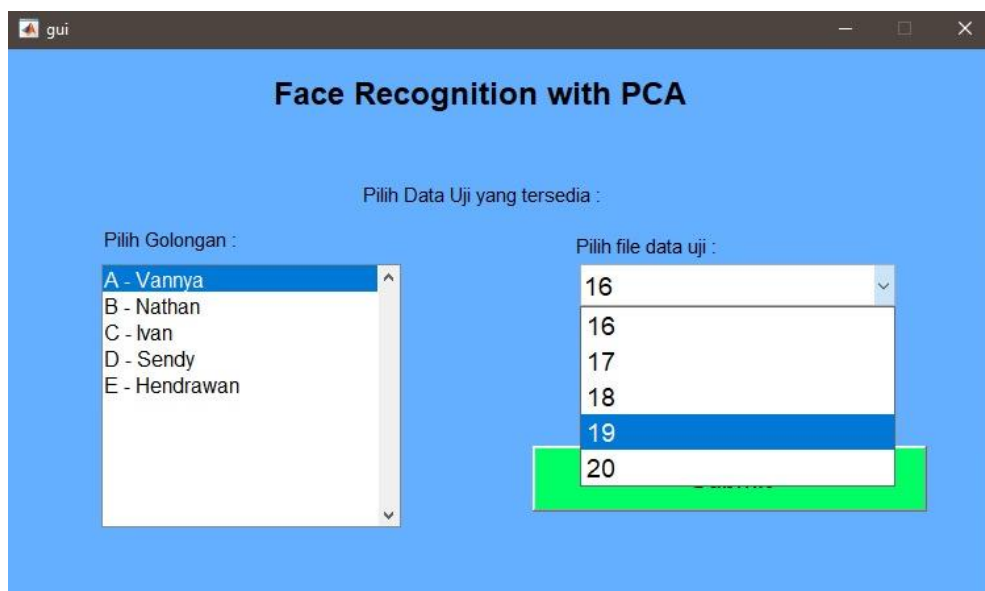 gui
Face Recognition with PCA
Pilih Data Uji yang tersedia :
Pilih Golongan :
A - Vannya
B - Nathan
C - Ivan
D - Sendy
E - Hendrawan
Pilih file data uji :
16
16
17
18
19
20